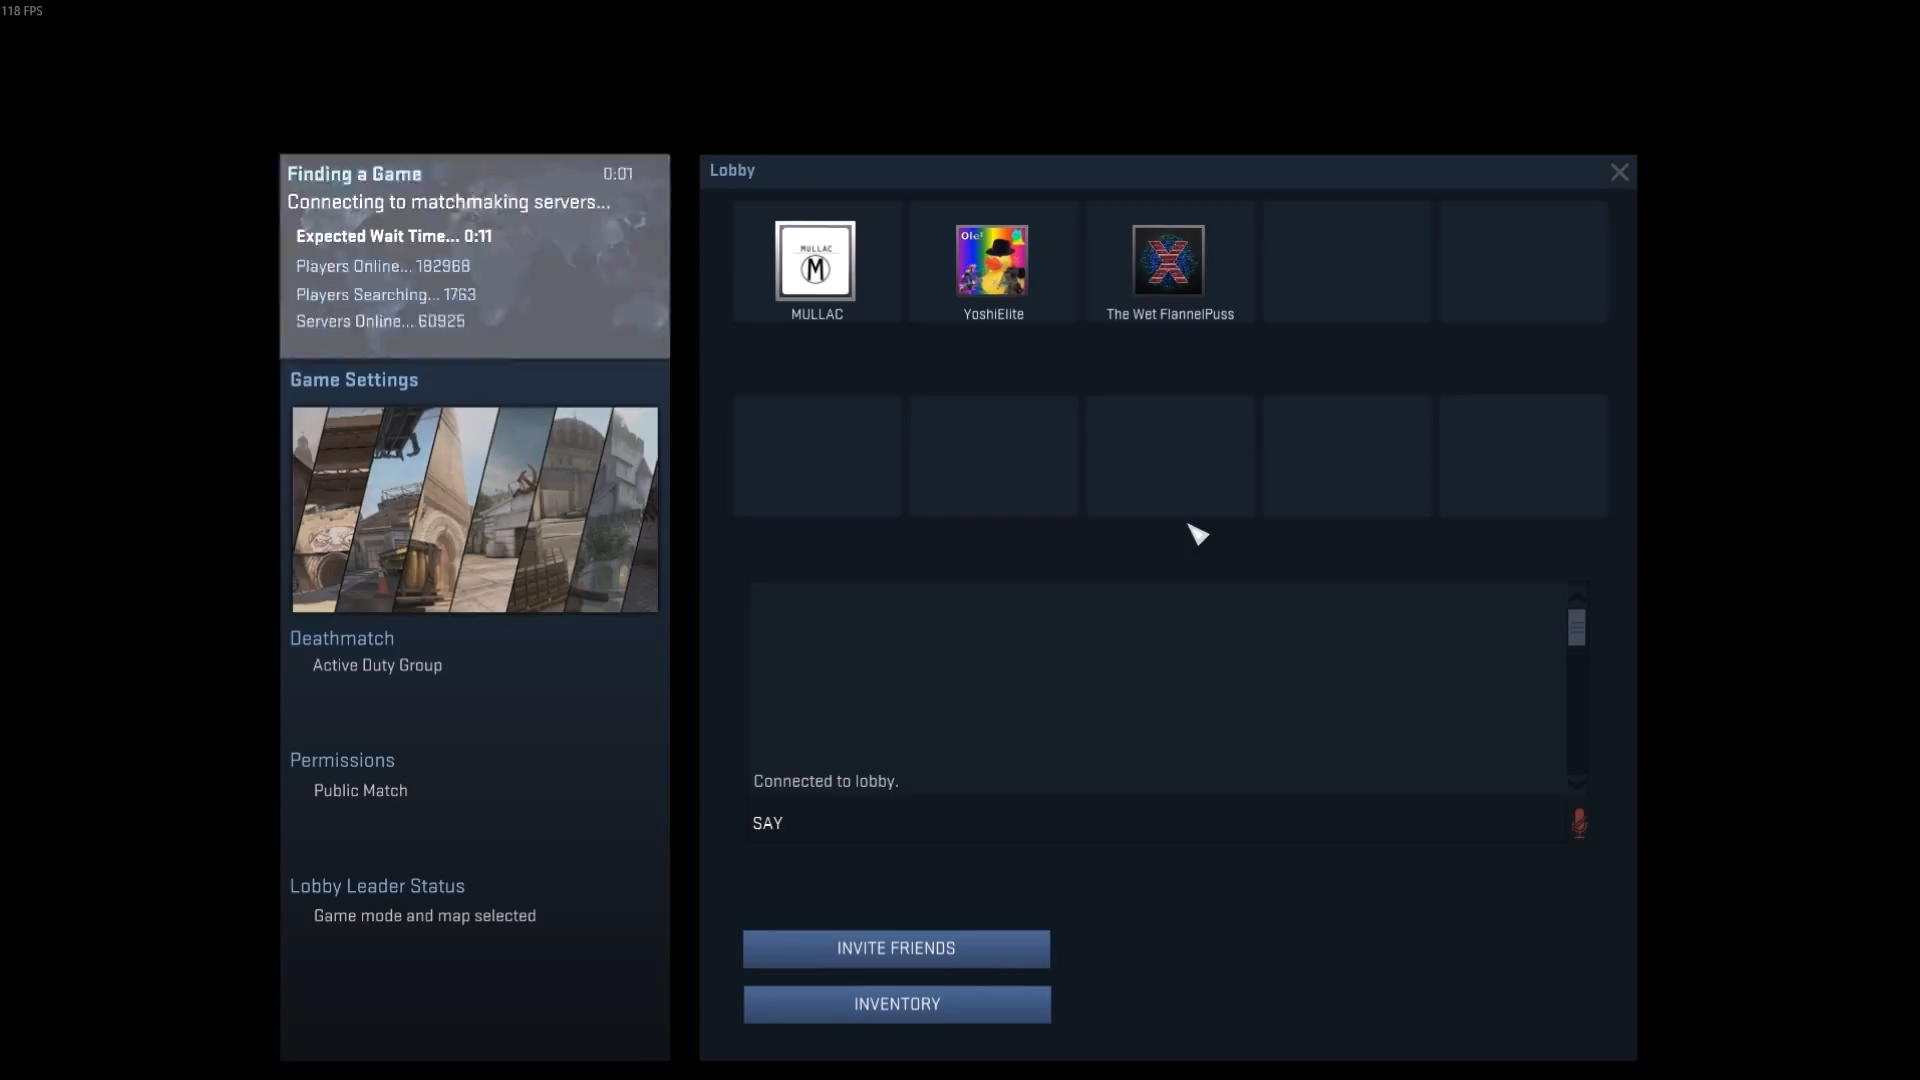 118 FPS
Finding a Game 0:01
Connecting to matchmaking servers...
Expected Wait Time... 0:11
Players Online... 182968
Players Searching... 1763
Servers Online... 60925
Game Settings
Deathmatch
Active Duty Group
Permissions
Public Match
Lobby Leader Status
Game mode and map selected
Lobby
MULLAC
M
Ole!
X
MULLAC YoshiElite The Wet FlannelPuss
Connected to lobby.
SAY
INVITE FRIENDS
INVENTORY